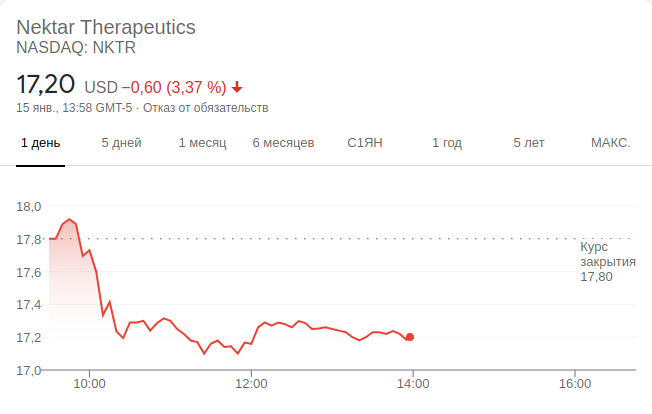 Nektar Therapeutics
NASDAQ: NKTR
17,20 USD −0,60 (3,37 %)
15 янв., 13:58 GMT-5 · Отказ от обязательств
1 день 5 дней 1 месяц 6 месяцев С1ЯН 1 год 5 лет МАКС.
18,0
17,8
Курс
закрытия
17,80
17,6
17,4
17,2
17,0
10:00 12:00 14:00 16:00